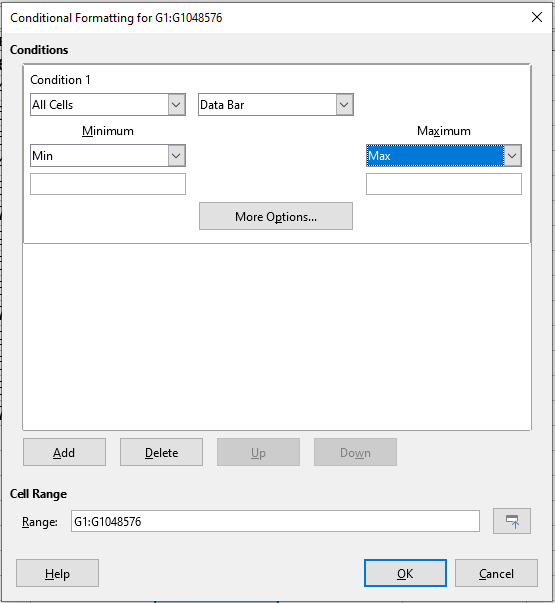 Conditional Formatting for G1:G1048576
Conditions
Condition 1
All Cells Data Bar
Minimum Maximum
Min Max
More Options...
Add Delete Up Down
Cell Range
Range: G1:G1048576
Help OK Cancel